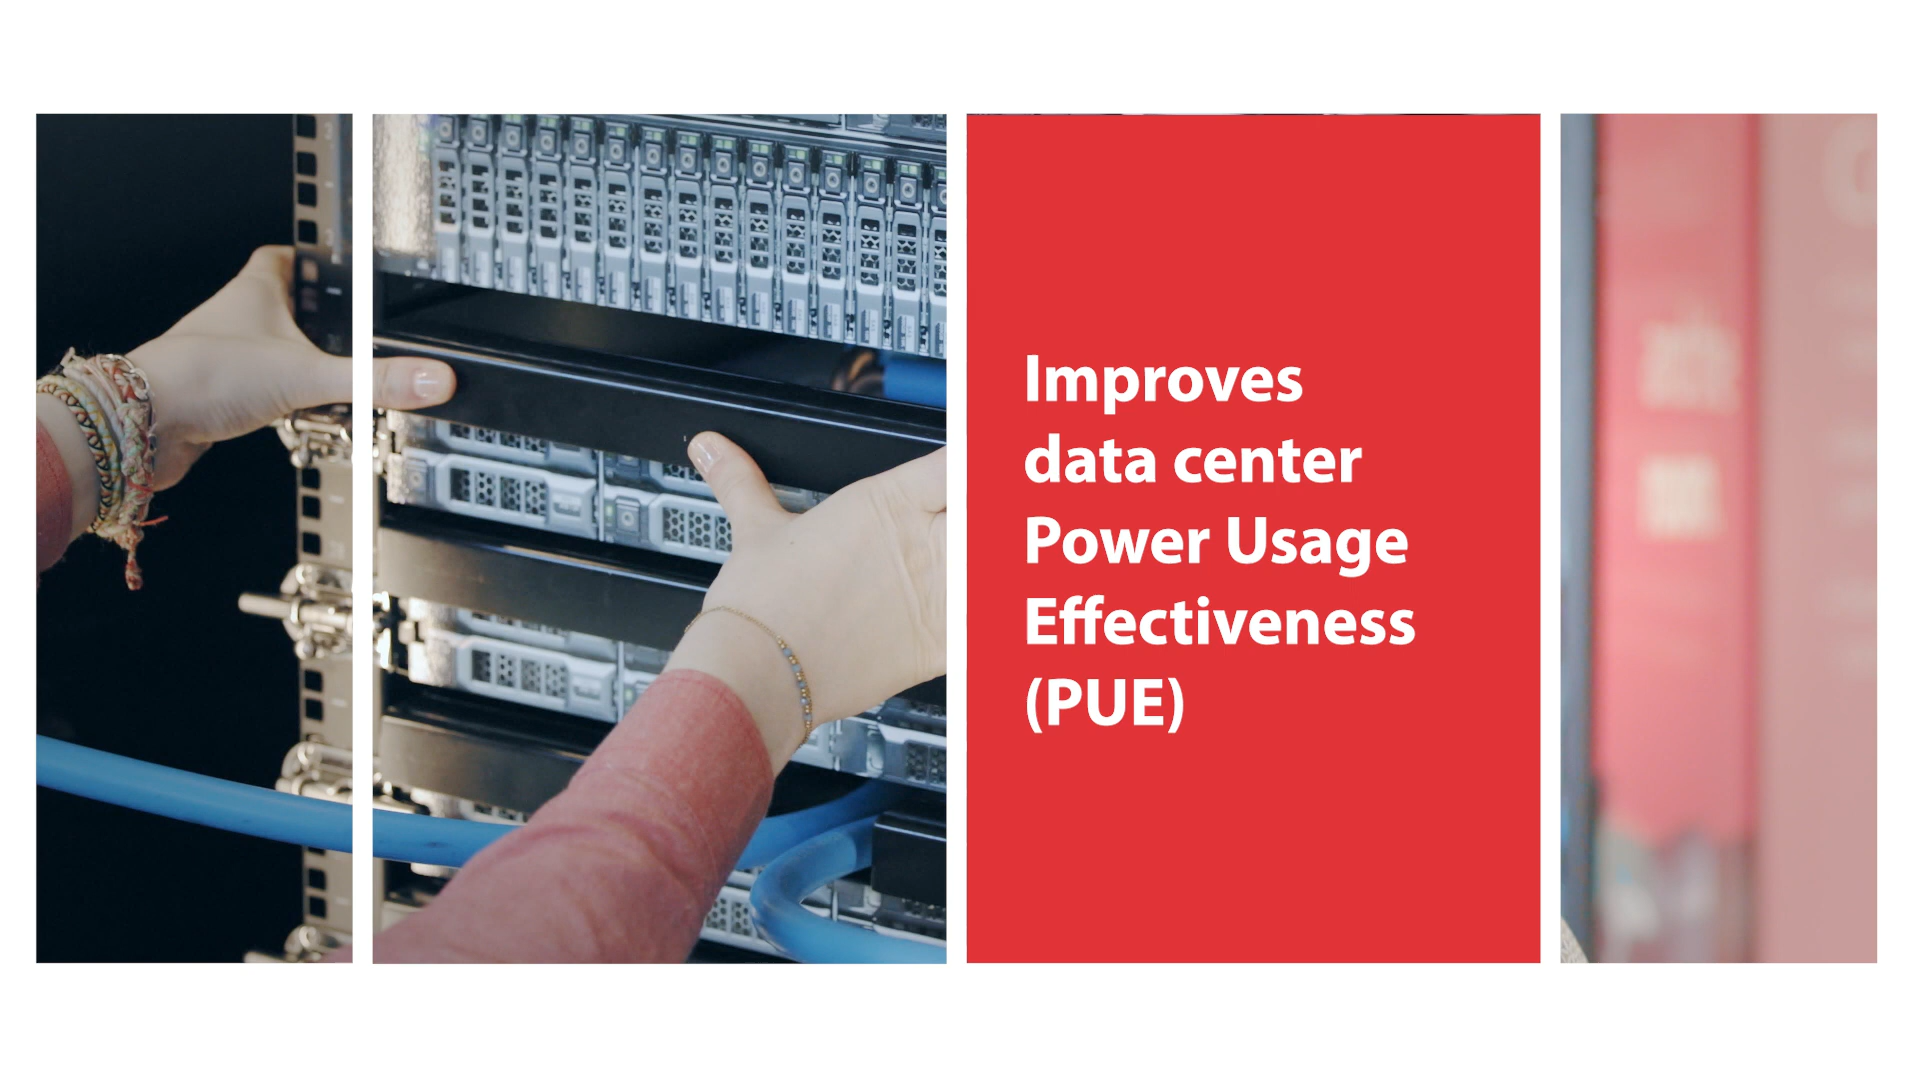 Improves
data center
Power Usage
Effectiveness
(PUE)